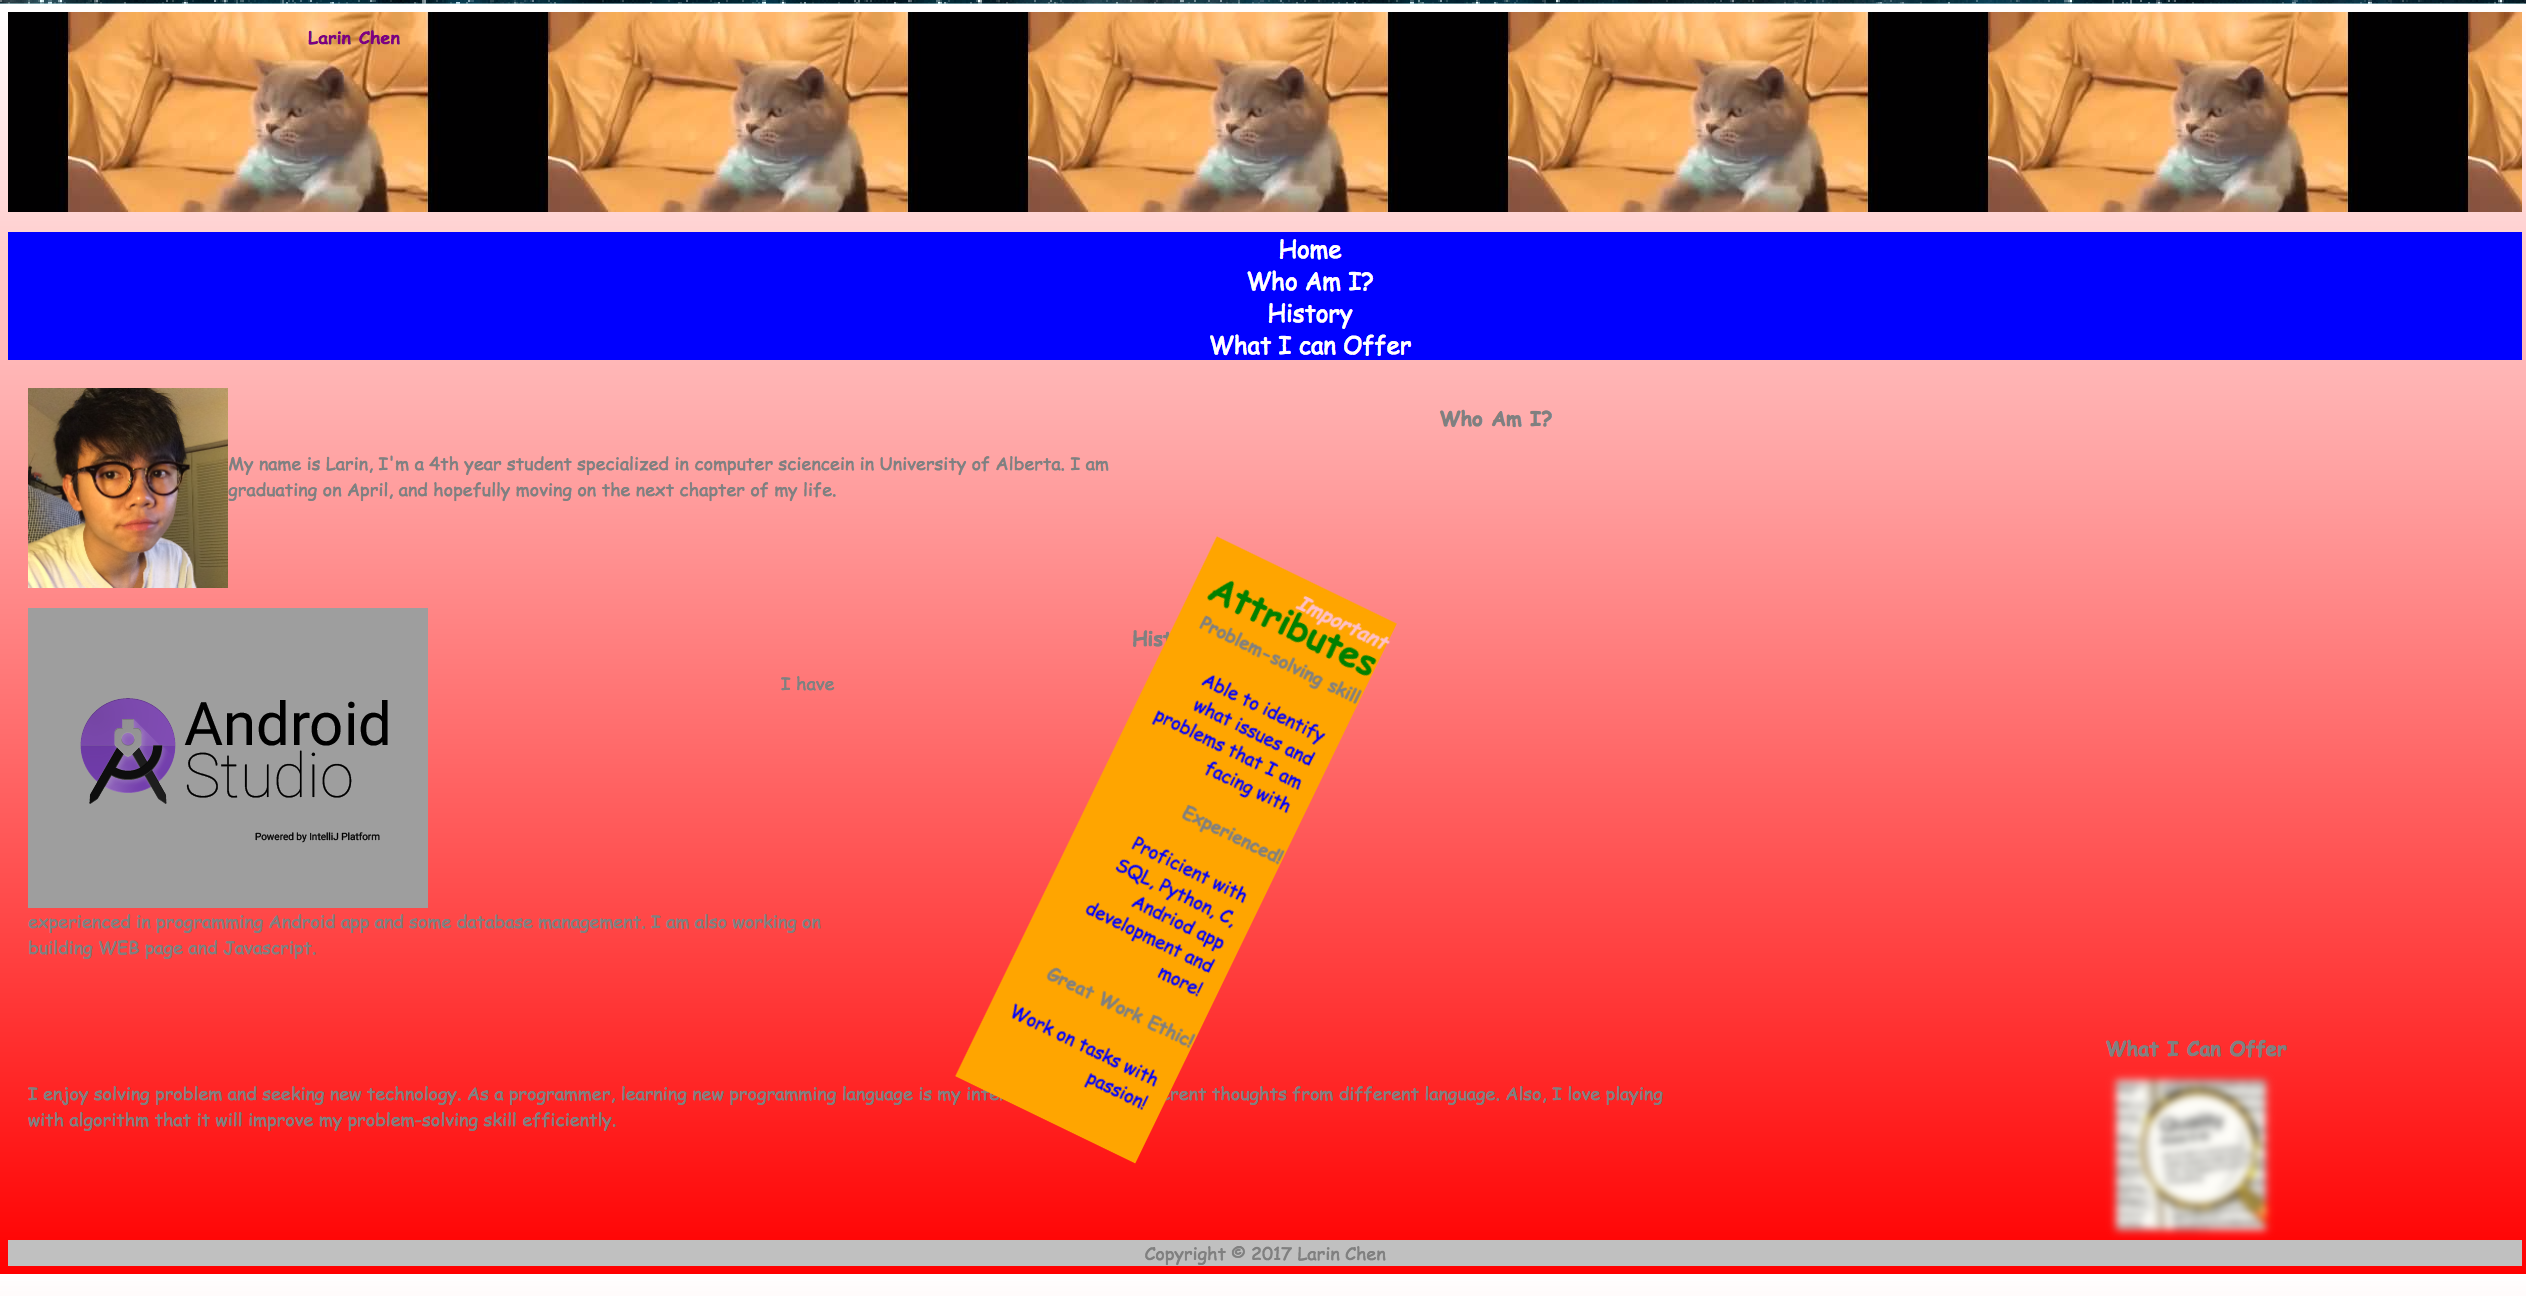 Larin Chen
Home
Who Am I?
History
What I can Offer
Who Am I?
My name is Larin, I'm a 4th year student specialized in computer sciencein in University of Alberta. I am
graduating on April, and hopefully moving on the next chapter of my life.
Hist
I have
Android
Studio
Powered by IntelliJ Platform
experienced in programming Android app and some database management. I am also working on
building WEB page and Javascript.
Important
Attributes
Problem-solving skill
Able to identify
what issues and
problems that I am
facing with
Experienced!
Proficient with
SQL, Python, C,
Andriod app
development and
more!
Great Work Ethic!
Work on tasks with
passion!
What I Can Offer
I enjoy solving problem and seeking new technology. As a programmer, learning new programming language is my inte erent thoughts from different language. Also, I love playing
with algorithm that it will improve my problem-solving skill efficiently.
Quality
Copyright © 2017 Larin Chen